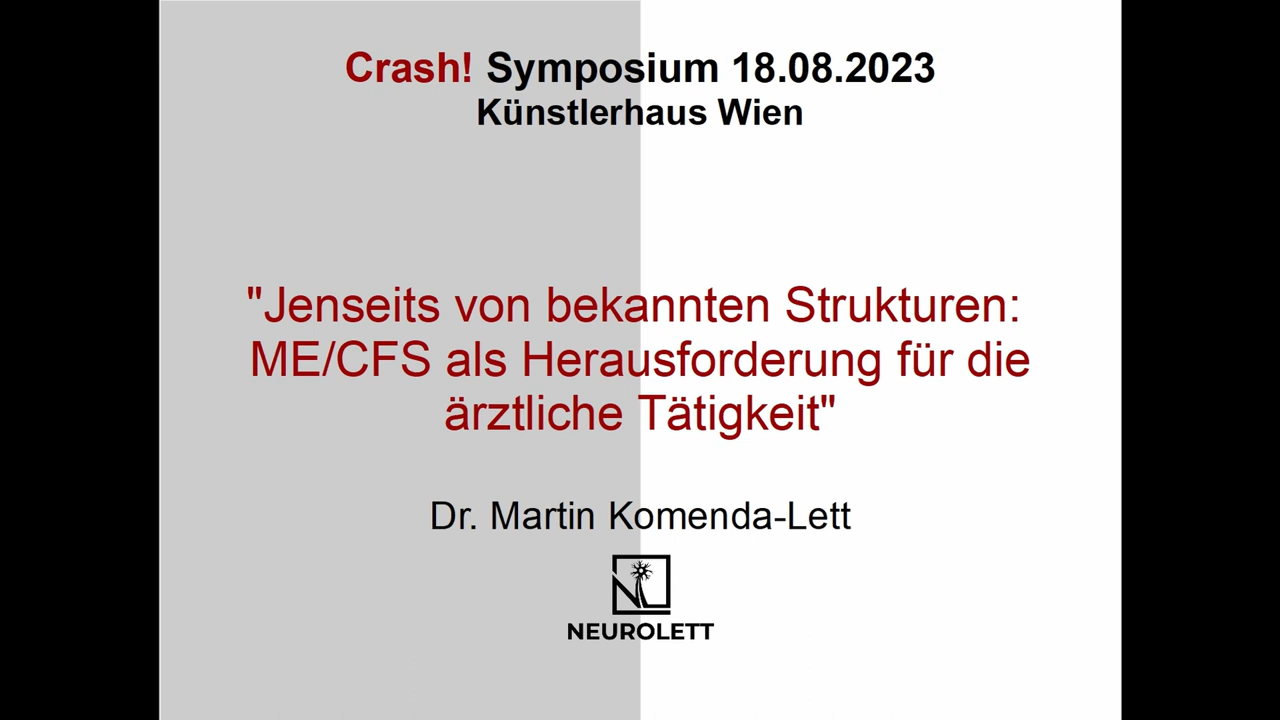 Crash! Symposium 18.08.2023
Künstlerhaus Wien
"Jenseits von bekannten Strukturen:
ME/CFS als Herausforderung für die
ärztliche Tätigkeit"
Dr. Martin Komenda-Lett
NEUROLETT